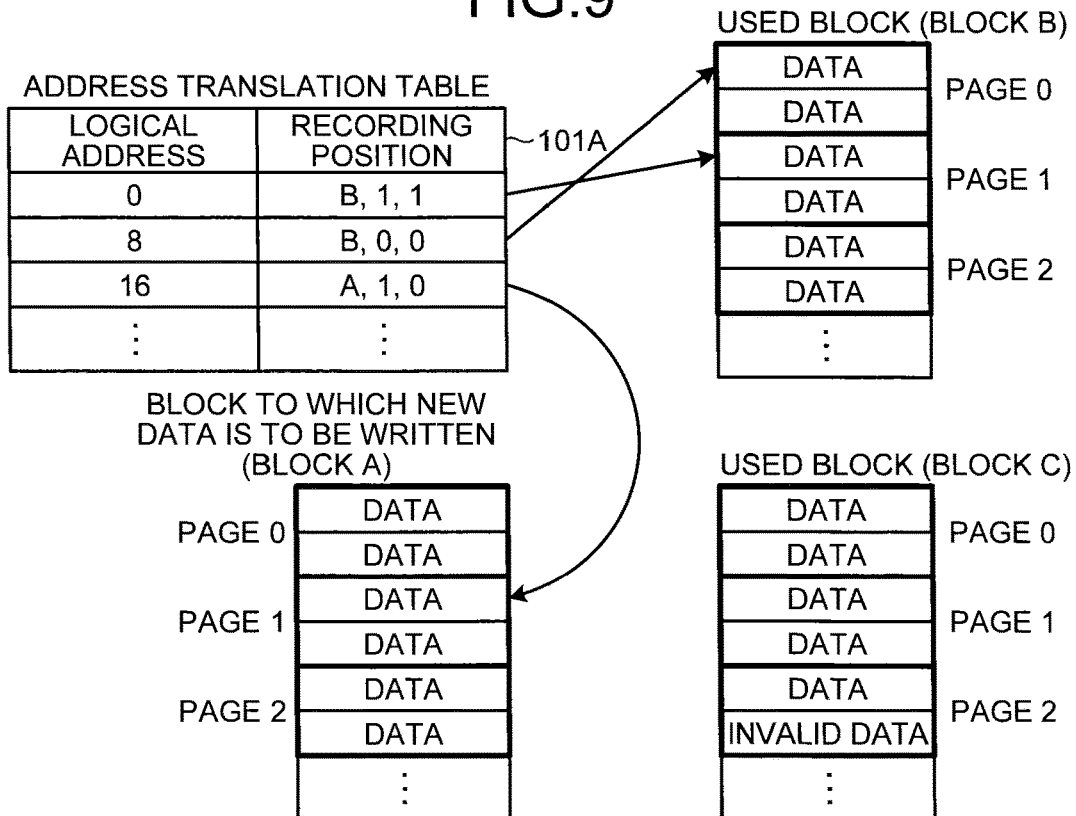 FIG.9
ADDRESS TRANSLATION TABLE
LOGICAL ADDRESS
RECORDING POSITION
101A
0
B, 1, 1
8
B, 0, 0
16
A, 1, 0
⋮
⋮
USED BLOCK (BLOCK B)
DATA
DATA
PAGE 0
DATA
DATA
PAGE 1
DATA
DATA
PAGE 2
⋮
BLOCK TO WHICH NEW
DATA IS TO BE WRITTEN
(BLOCK A)
PAGE 0
DATA
DATA
PAGE 1
DATA
DATA
PAGE 2
DATA
DATA
⋮
USED BLOCK (BLOCK C)
DATA
DATA
PAGE 0
DATA
DATA
PAGE 1
DATA
INVALID DATA
PAGE 2
⋮